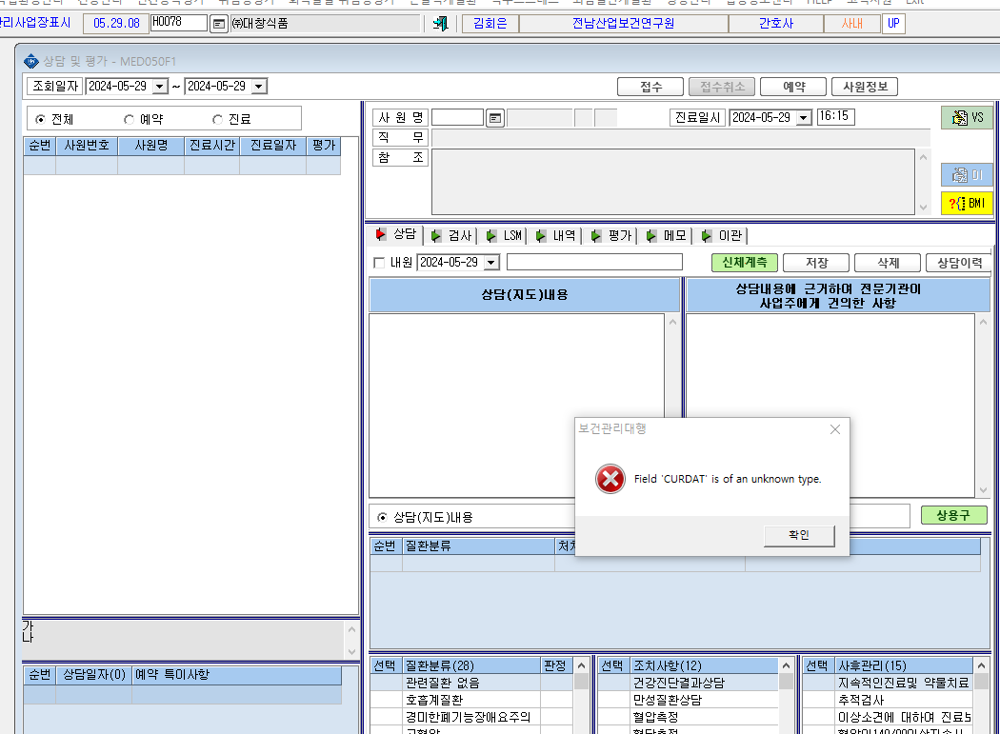 관리사업장표시 05.29.08 H0078 ㈜대창식품 김회은 전남산업보건연구원 간호사 사내 UP
상담 및 평가 - MED050F1
조회일자 2024-05-29 ~ 2024-05-29 접수 접수취소 예약 사원정보
전체 예약 진료
순번 사원번호 사원명 진료시간 진료일자 평가
사 원 명 진료일시 2024-05-29 16:15 VS
직 무
참 조
DI
?{}BMI
상담 검사 LSM 내역 평가 메모 이관
내원 2024-05-29 신체계측 저장 삭제 상담이력
상담(지도)내용
상담내용에 근거하여 전문기관이
사업주에게 건의한 사항
보건관리대행
Field 'CURDAT' is of an unknown type.
확인
상담(지도)내용 상용구
순번 질환분류 처치
가
나
순번 상담일자(0) 예약 특이사항
선택 질환분류(28) 판정
관련질환 없음
호흡계질환
경미한폐기능장애요주의
고혈압
선택 조치사항(12)
건강진단결과상담
만성질환상담
혈압측정
혈당측정
선택 사후관리(15)
지속적인진료및 약물치료
추적검사
이상소견에 대하여 진료